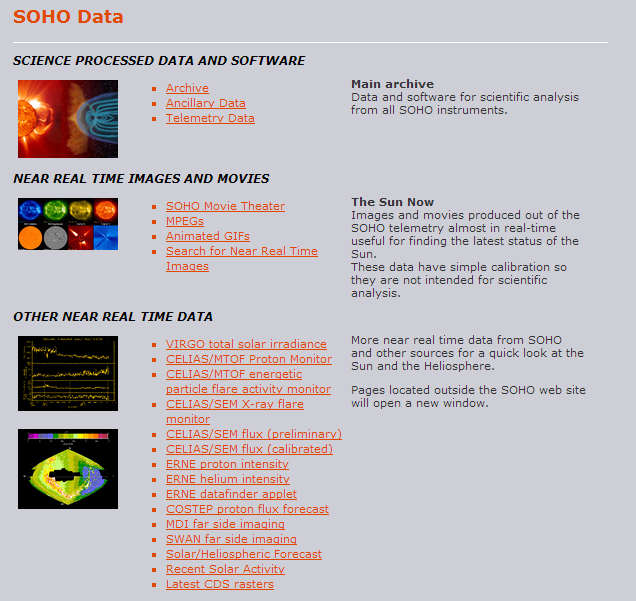 SOHO Data
SCIENCE PROCESSED DATA AND SOFTWARE
Archive
Ancillary Data
Telemetry Data
Main archive
Data and software for scientific analysis
from all SOHO instruments.
NEAR REAL TIME IMAGES AND MOVIES
SOHO Movie Theater
MPEGs
Animated GIFs
Search for Near Real Time
Images
The Sun Now
Images and movies produced out of the
SOHO telemetry almost in real-time
useful for finding the latest status of the
Sun.
These data have simple calibration so
they are not intended for scientific
analysis.
OTHER NEAR REAL TIME DATA
VIRGO total solar irradiance
CELIAS/MTOF Proton Monitor
CELIAS/MTOF energetic
particle flare activity monitor
CELIAS/SEM X-ray flare
monitor
CELIAS/SEM flux (preliminary)
CELIAS/SEM flux (calibrated)
ERNE proton intensity
ERNE helium intensity
ERNE datafinder applet
COSTEP proton flux forecast
MDI far side imaging
SWAN far side imaging
Solar/Heliospheric Forecast
Recent Solar Activity
Latest CDS rasters
More near real time data from SOHO
and other sources for a quick look at the
Sun and the Heliosphere.
Pages located outside the SOHO web site
will open a new window.